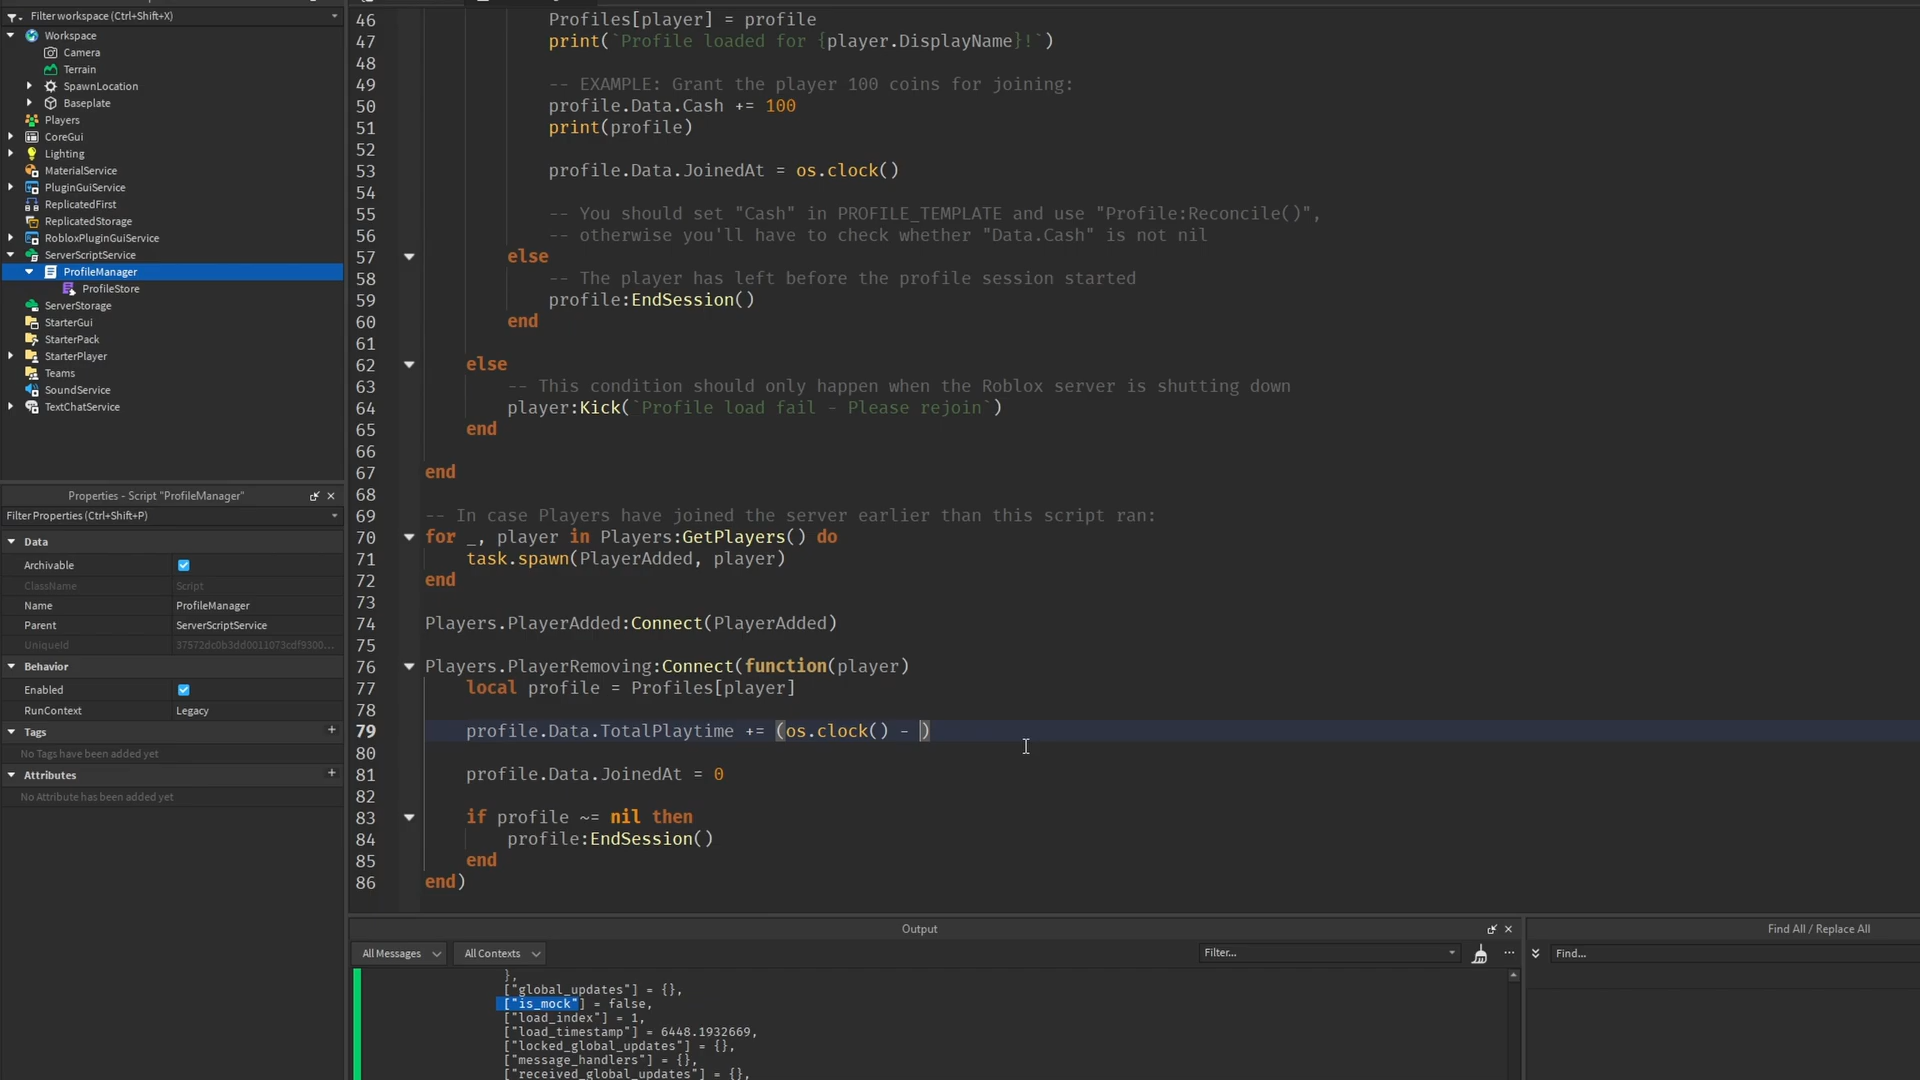 Filter workspace (Ctrl+Shift+X)
Workspace
Camera
Terrain
SpawnLocation
Baseplate
Players
CoreGui
Lighting
MaterialService
PluginGuiService
ReplicatedFirst
ReplicatedStorage
RobloxPluginGuiService
ServerScriptService
ProfileManager
ProfileStore
ServerStorage
StarterGui
StarterPack
StarterPlayer
Teams
SoundService
TextChatService
Properties - Script "ProfileManager"
Filter Properties (Ctrl+Shift+P)
Data
Archivable
ClassName Script
Name ProfileManager
Parent ServerScriptService
UniqueId 37572dc0b3dd0011073cdf9300...
Behavior
Enabled
RunContext Legacy
Tags +
No Tags have been added yet
Attributes +
No Attribute has been added yet
46 Profiles[player] = profile
47 print(`Profile loaded for {player.DisplayName}!`)
48
49 -- EXAMPLE: Grant the player 100 coins for joining:
50 profile.Data.Cash += 100
51 print(profile)
52
53 profile.Data.JoinedAt = os.clock()
54
55 -- You should set "Cash" in PROFILE_TEMPLATE and use "Profile:Reconcile()",
56 -- otherwise you'll have to check whether "Data.Cash" is not nil
57 else
58 -- The player has left before the profile session started
59 profile:EndSession()
60 end
61
62 else
63 -- This condition should only happen when the Roblox server is shutting down
64 player:Kick(`Profile load fail - Please rejoin`)
65 end
66
67 end
68
69 -- In case Players have joined the server earlier than this script ran:
70 for _, player in Players:GetPlayers() do
71 task.spawn(PlayerAdded, player)
72 end
73
74 Players.PlayerAdded:Connect(PlayerAdded)
75
76 Players.PlayerRemoving:Connect(function(player)
77 local profile = Profiles[player]
78
79 profile.Data.TotalPlaytime += (os.clock() - )
80
81 profile.Data.JoinedAt = 0
82
83 if profile ~= nil then
84 profile:EndSession()
85 end
86 end)
Output
All Messages All Contexts Filter... ...
},
["global_updates"] = {},
["is_mock"] = false,
["load_index"] = 1,
["load_timestamp"] = 6448.1932669,
["locked_global_updates"] = {},
["message_handlers"] = {},
["received_global_updates"] = {},
Find All / Replace All
Find...